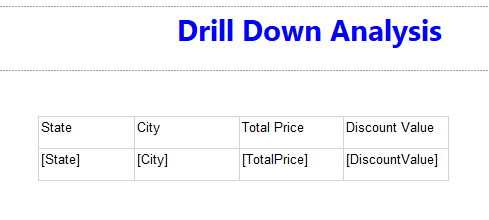 Drill Down Analysis
State City Total Price Discount Value
[State] [City] [TotalPrice] [DiscountValue]